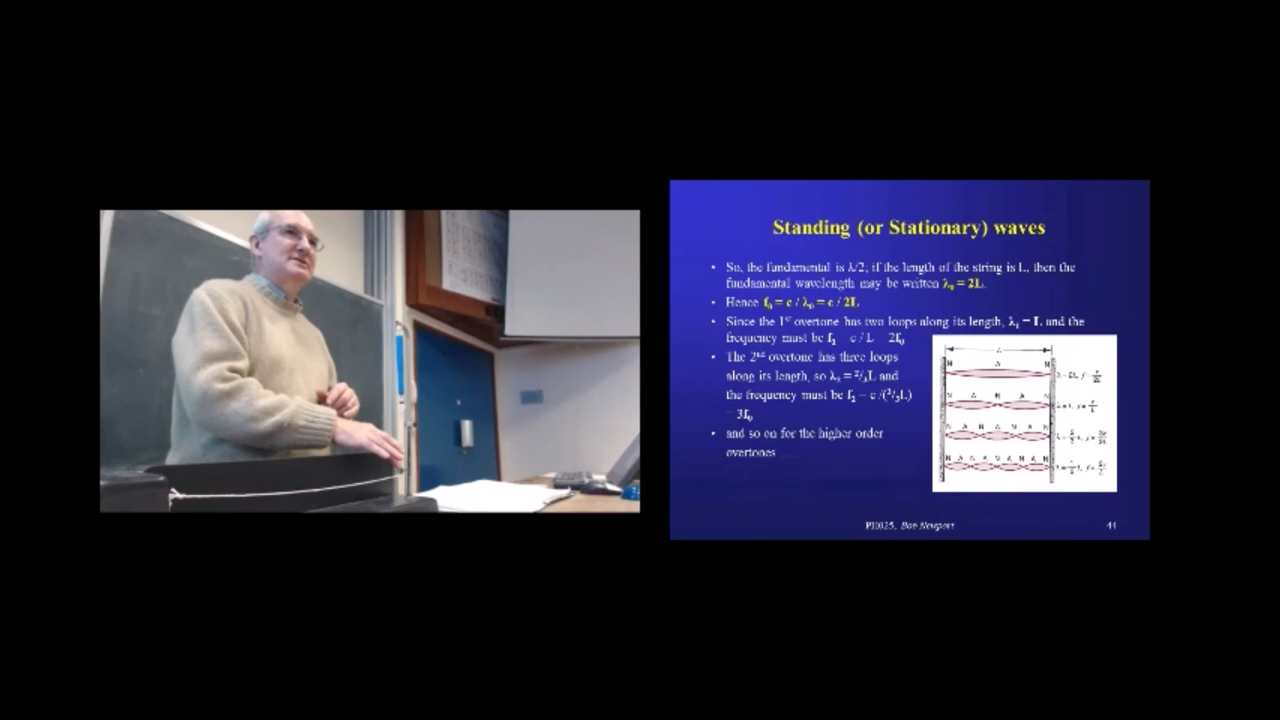 Standing (or Stationary) waves
• So, the fundamental is λ/2; if the length of the string is L, then the
fundamental wavelength may be written λ₀ = 2L.
• Hence f₀ = c / λ₀ = c / 2L
• Since the 1ˢᵗ overtone has two loops along its length, λ₁ = L and the
frequency must be f₁ = c / L = 2f₀
• The 2ⁿᵈ overtone has three loops
along its length, so λ₂ = ²/₃L and
the frequency must be f₂ = c /(²/₃L)
= 3f₀
• and so on for the higher order
overtones ......
N A N
N A N A N
N A N A N A N
N A N A N A N A N
PH025, Bob Newport